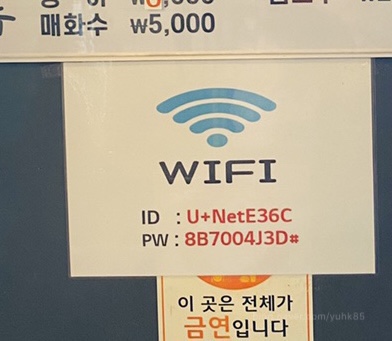 매화수 ₩5,000
WIFI
ID : U+NetE36C
PW : 8B7004J3D#
이 곳은 전체가
금연입니다